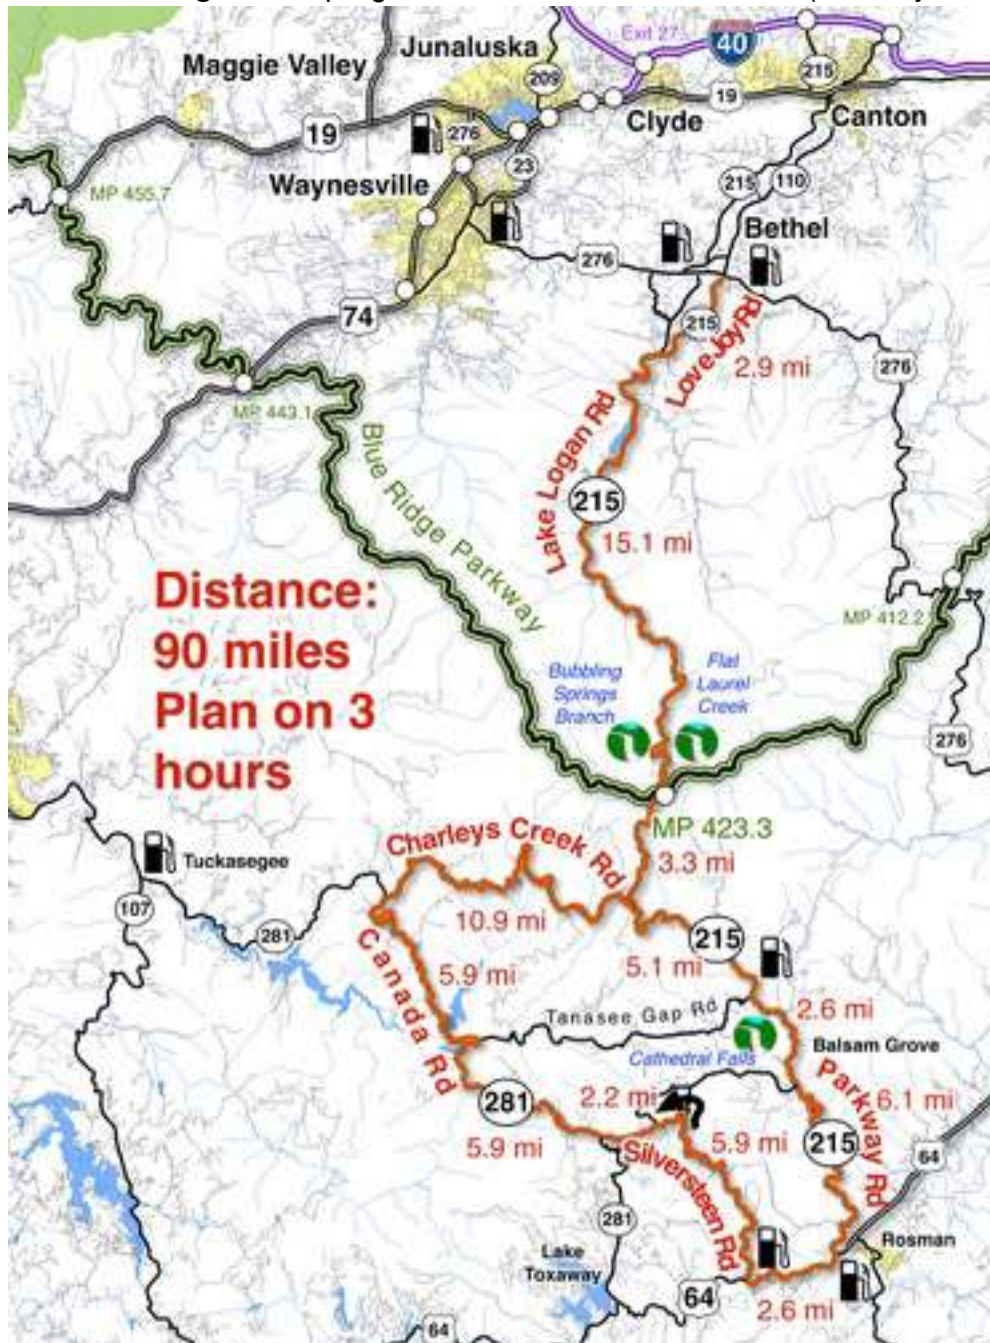 Exit 27
40
Junaluska
Maggie Valley
209
215
19
Clyde
Canton
19
276
23
Waynesville
215
110
MP 455.7
Bethel
276
74
215
LoveJoy Rd
2.9 mi
276
MP 443.1
Blue Ridge Parkway
Lake Logan Rd
215
15.1 mi
Distance:
90 miles
Plan on 3
hours
MP 412.2
Bubbling
Springs
Branch
Flat
Laurel
Creek
276
MP 423.3
3.3 mi
Charleys Creek Rd
Tuckasegee
107
281
10.9 mi
215
5.1 mi
Canada Rd
5.9 mi
2.6 mi
Tanasee Gap Rd
Balsam Grove
Cathedral Falls
Parkway Rd
6.1 mi
281
2.2 mi
5.9 mi
5.9 mi
215
64
Silversteen Rd
281
Rosman
Lake
Toxaway
64
2.6 mi
64